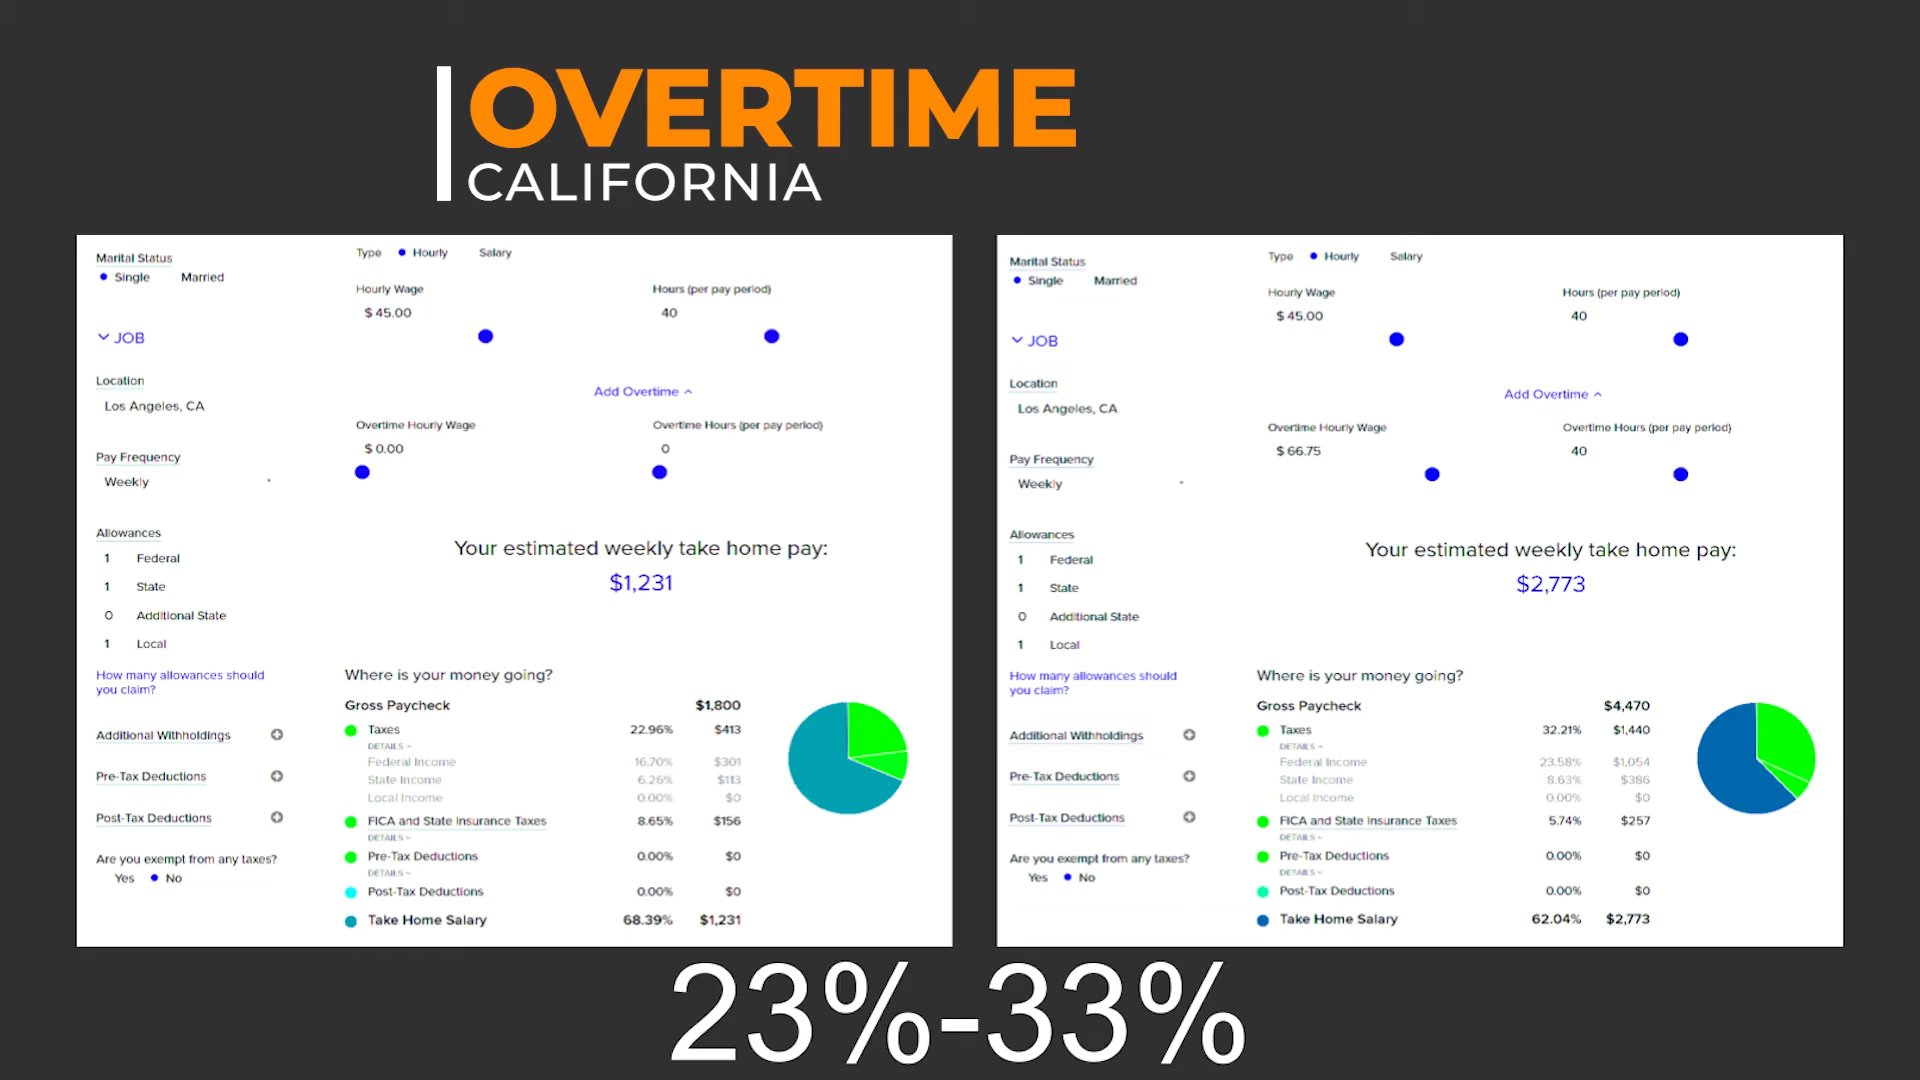 OVERTIME
CALIFORNIA
Marital Status
Single Married
JOB
Location
Los Angeles, CA
Pay Frequency
Weekly
Allowances
1 Federal
1 State
0 Additional State
1 Local
How many allowances should
you claim?
Additional Withholdings
Pre-Tax Deductions
Post-Tax Deductions
Are you exempt from any taxes?
Yes No
Type Hourly Salary
Hourly Wage Hours (per pay period)
$ 45.00 40
Add Overtime
Overtime Hourly Wage Overtime Hours (per pay period)
$ 0.00 0
Your estimated weekly take home pay:
$1,231
Where is your money going?
Gross Paycheck $1,800
Taxes 22.96% $413
DETAILS
Federal Income 16.70% $301
State Income 6.26% $113
Local Income 0.00% $0
FICA and State Insurance Taxes 8.65% $156
DETAILS
Pre-Tax Deductions 0.00% $0
DETAILS
Post-Tax Deductions 0.00% $0
Take Home Salary 68.39% $1,231
Marital Status
Single Married
JOB
Location
Los Angeles, CA
Pay Frequency
Weekly
Allowances
1 Federal
1 State
0 Additional State
1 Local
How many allowances should
you claim?
Additional Withholdings
Pre-Tax Deductions
Post-Tax Deductions
Are you exempt from any taxes?
Yes No
Type Hourly Salary
Hourly Wage Hours (per pay period)
$ 45.00 40
Add Overtime
Overtime Hourly Wage Overtime Hours (per pay period)
$ 66.75 40
Your estimated weekly take home pay:
$2,773
Where is your money going?
Gross Paycheck $4,470
Taxes 32.21% $1,440
DETAILS
Federal Income 23.58% $1,054
State Income 8.63% $386
Local Income 0.00% $0
FICA and State Insurance Taxes 5.74% $257
DETAILS
Pre-Tax Deductions 0.00% $0
DETAILS
Post-Tax Deductions 0.00% $0
Take Home Salary 62.04% $2,773
23%-33%